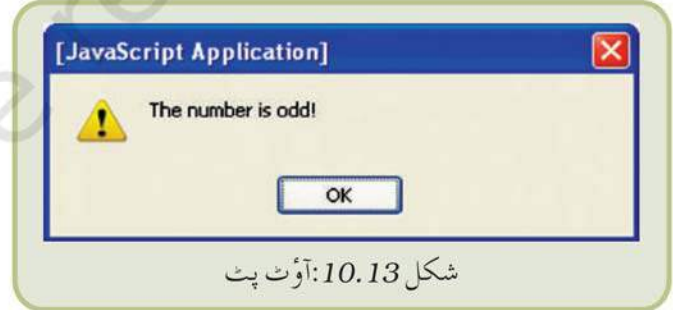 [JavaScript Application]
The number is odd!
OK
شکل 10.13: آؤٹ پٹ